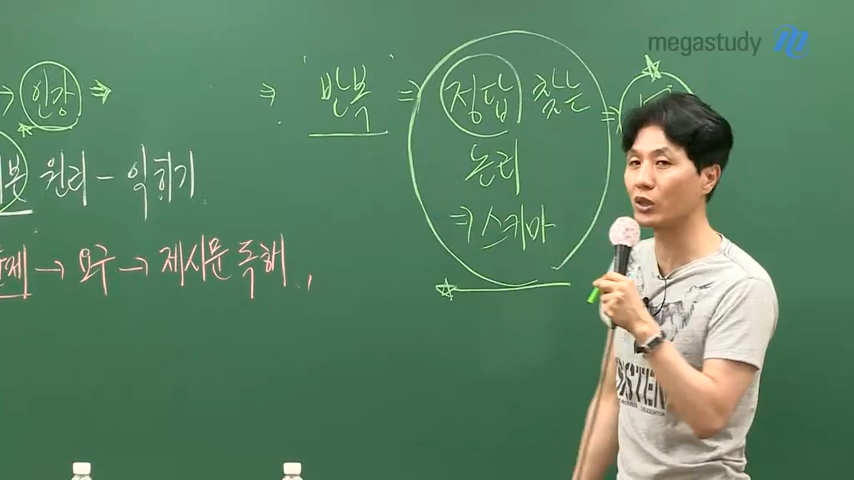 megastudy
→ 인강 → ⇒ 반복 ⇒ 정답 찾는 ⇒
논리
⇒ 스키마
본 원리 - 익히기
문제 → 요구 → 제시문 독해